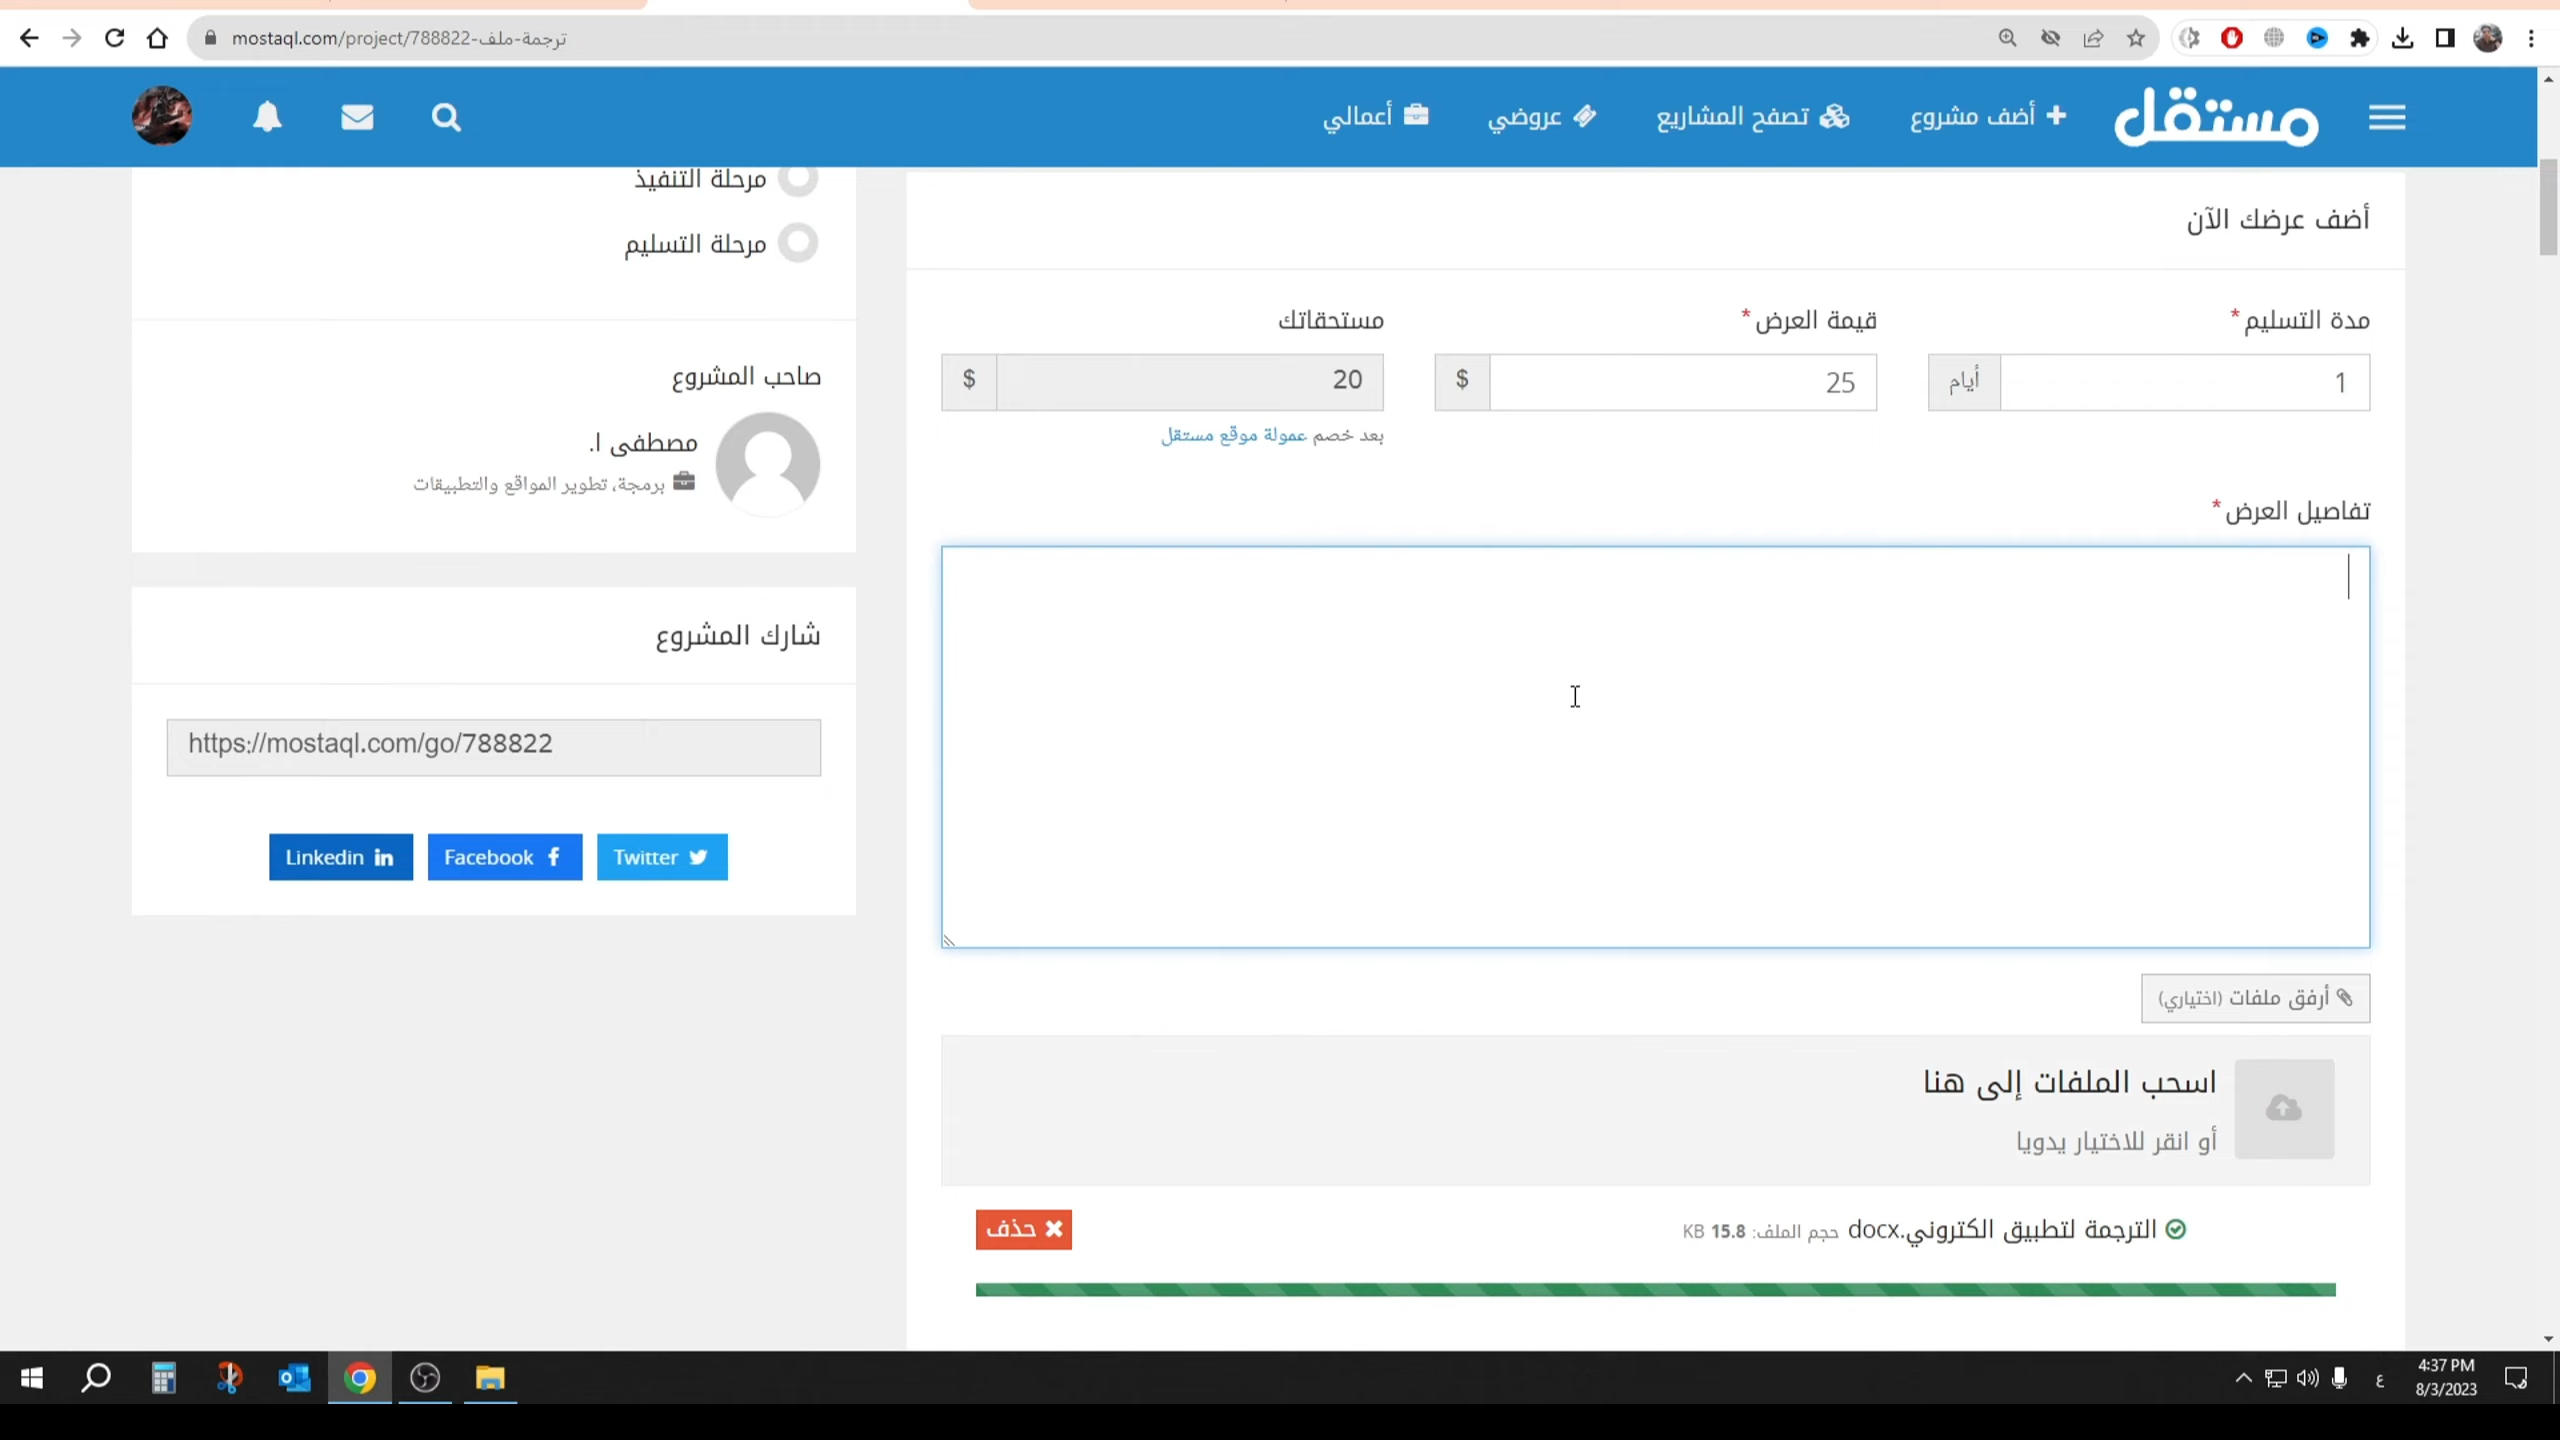 mostaql.com/project/788822-ترجمة-ملف
مستقل
أضف مشروع
تصفح المشاريع
عروضي
أعمالي
أضف عرضك الآن
مدة التسليم *
قيمة العرض *
مستحقاتك
1
أيام
25
$
20
$
بعد خصم عمولة موقع مستقل
تفاصيل العرض *
أرفق ملفات (اختياري)
اسحب الملفات إلى هنا
أو انقر للاختيار يدويا
الترجمة لتطبيق الكتروني.docx حجم الملف: 15.8 KB
حذف
مرحلة التنفيذ
مرحلة التسليم
صاحب المشروع
مصطفى ا.
برمجة، تطوير المواقع والتطبيقات
شارك المشروع
https://mostaql.com/go/788822
Linkedin
Facebook
Twitter
ع
4:37 PM
8/3/2023